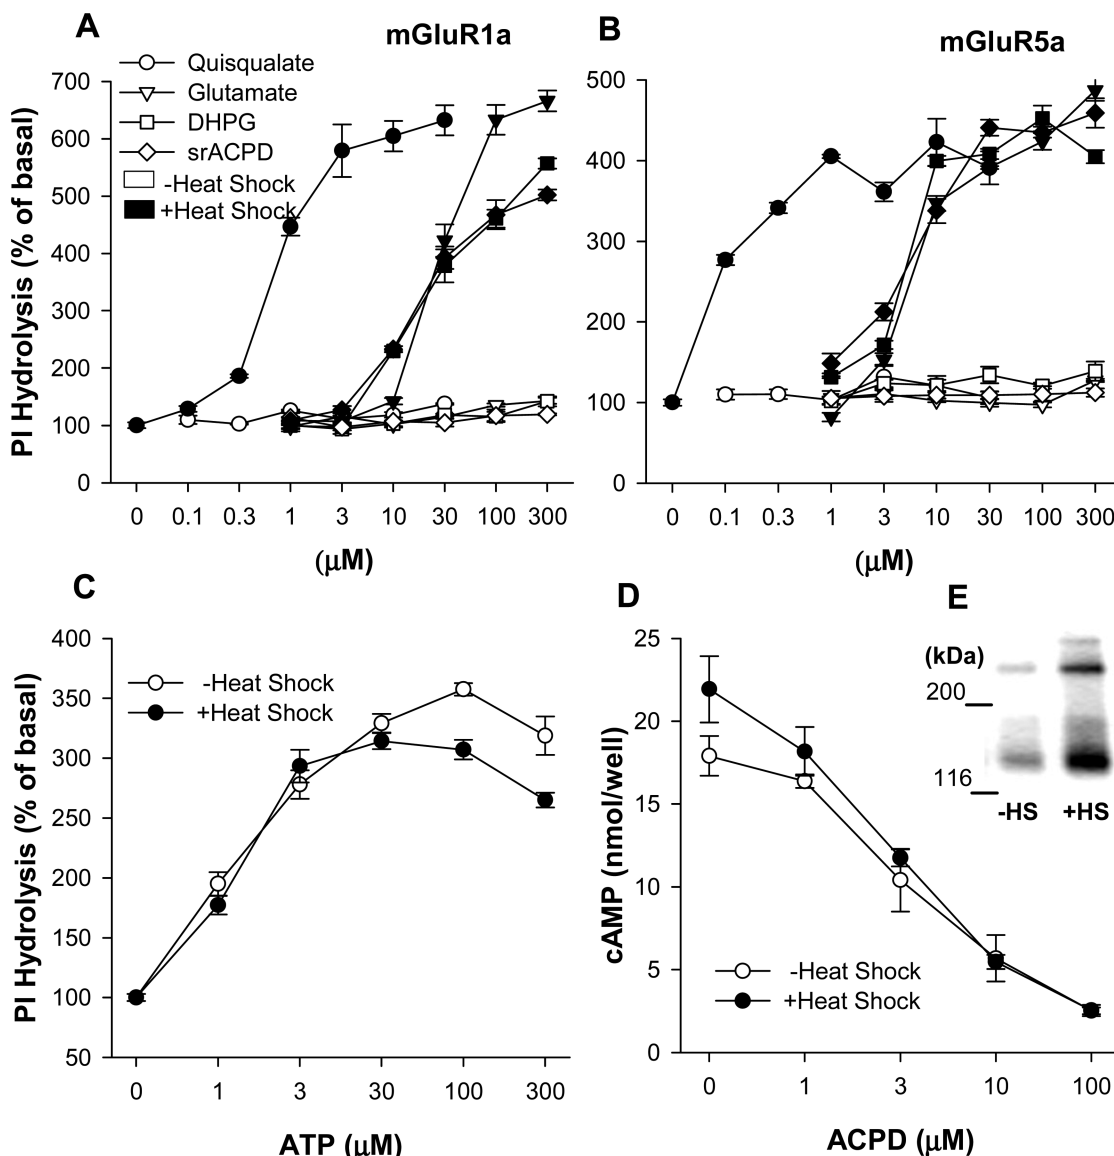 A
mGluR1a
Quisqualate
Glutamate
DHPG
srACPD
-Heat Shock
+Heat Shock
PI Hydrolysis (% of basal)
700
600
500
400
300
200
100
0
0 0.1 0.3 1 3 10 30 100 300
(μM)
B
mGluR5a
500
400
300
200
100
0
0 0.1 0.3 1 3 10 30 100 300
(μM)
C
PI Hydrolysis (% of basal)
400
350
300
250
200
150
100
50
-Heat Shock
+Heat Shock
0 1 3 30 100 300
ATP (μM)
D
cAMP (nmol/well)
25
20
15
10
5
0
-Heat Shock
+Heat Shock
0 1 3 10 100
ACPD (μM)
E
(kDa)
200
116
-HS +HS